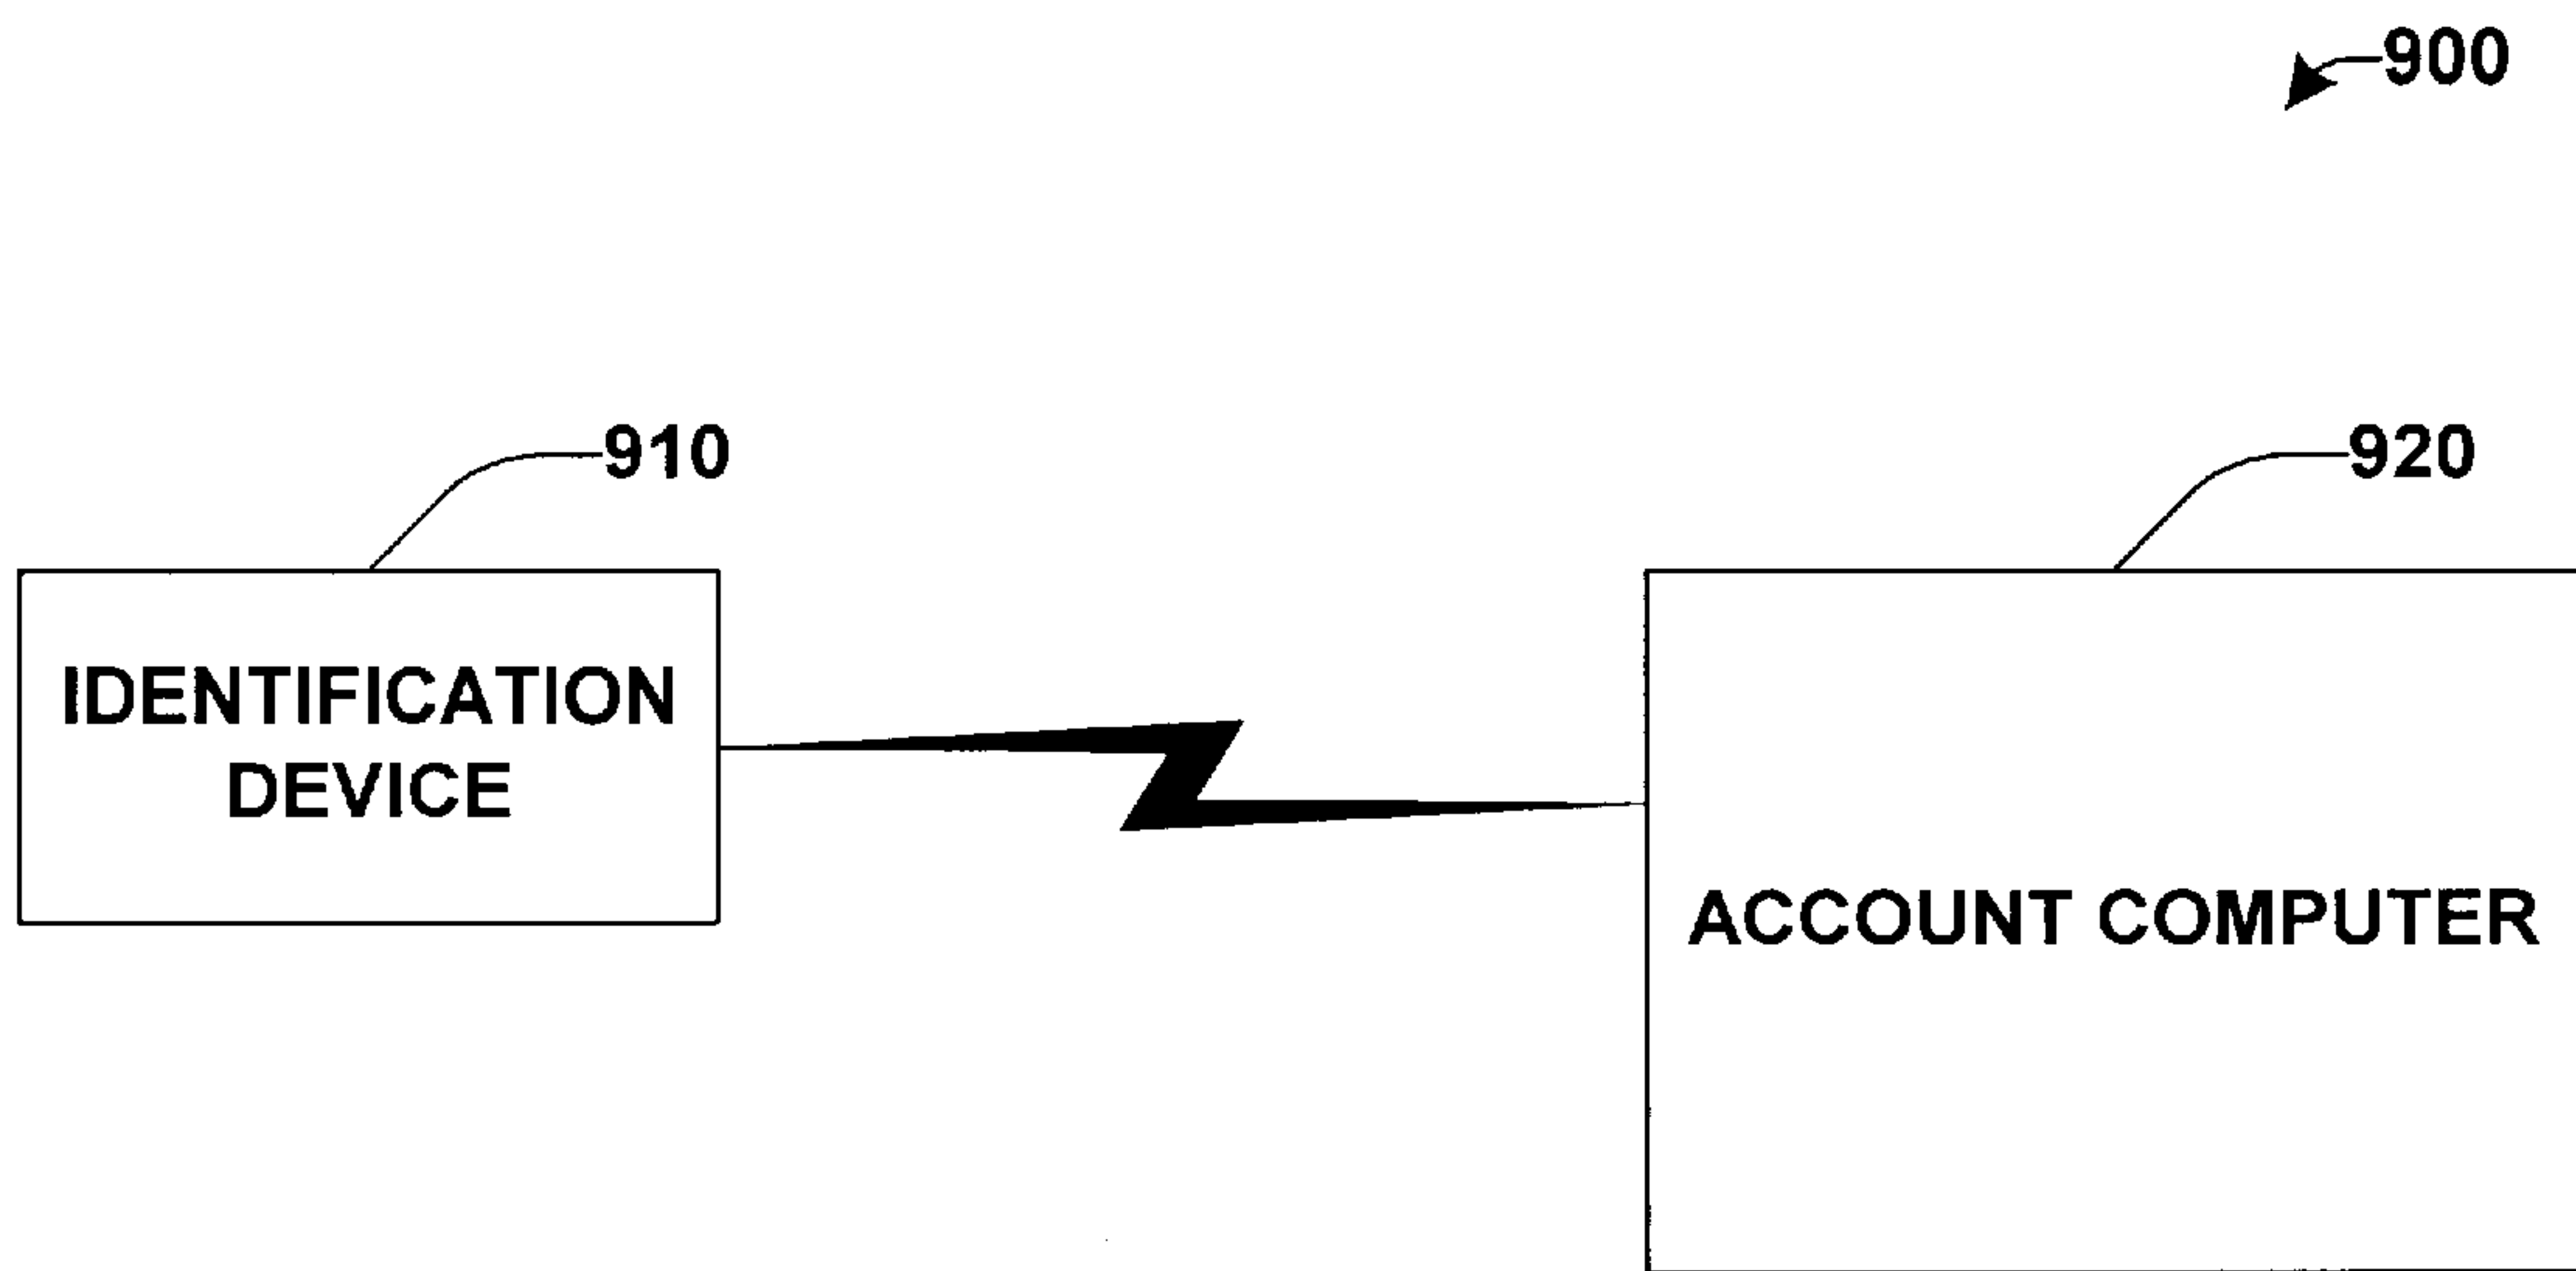 900
910
920
IDENTIFICATION
DEVICE
ACCOUNT COMPUTER